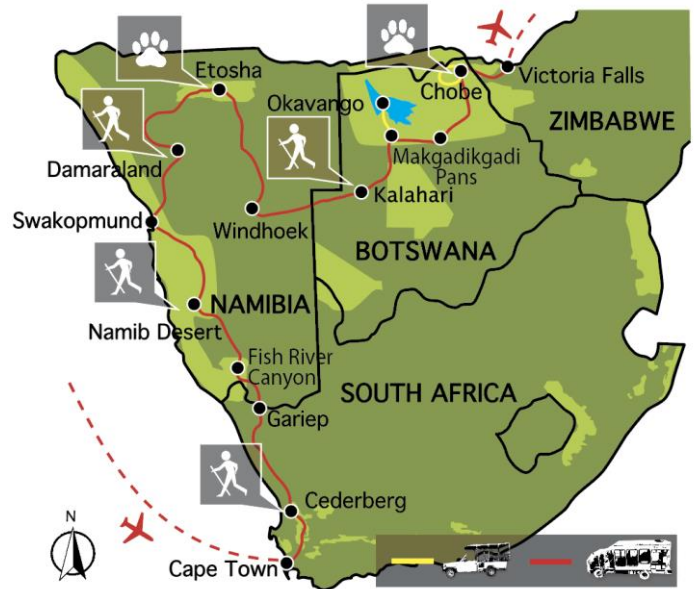 Etosha
Victoria Falls
Chobe
Okavango
ZIMBABWE
Damaraland
Makgadikgadi
Pans
Kalahari
Swakopmund
Windhoek
BOTSWANA
NAMIBIA
Namib Desert
Fish River
Canyon
SOUTH AFRICA
Gariep
Cederberg
N
Cape Town